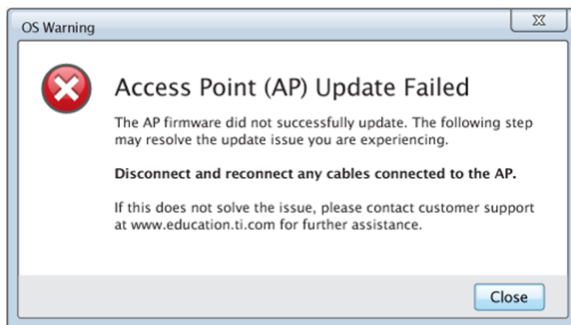 OS Warning
Access Point (AP) Update Failed
The AP firmware did not successfully update. The following step
may resolve the update issue you are experiencing.
Disconnect and reconnect any cables connected to the AP.
If this does not solve the issue, please contact customer support
at www.education.ti.com for further assistance.
Close